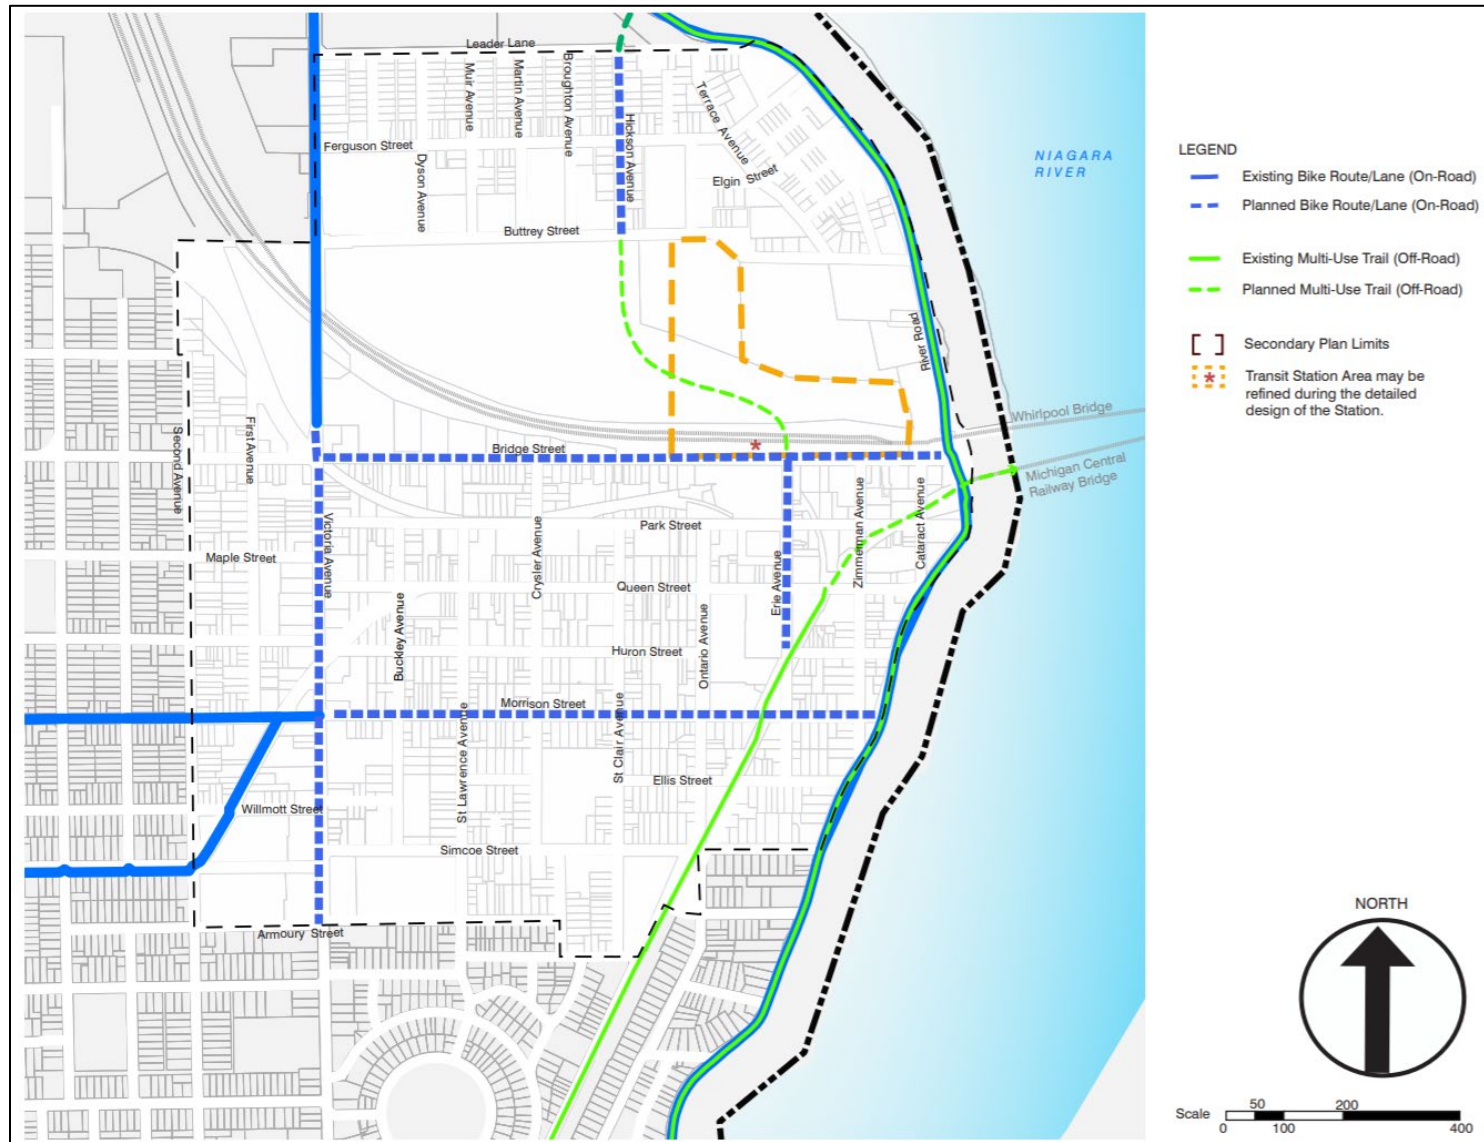 Leader Lane
Muir Avenue
Martin Avenue
Broughton Avenue
Hickson Avenue
Terrace Avenue
Ferguson Street
Dyson Avenue
Elgin Street
Buttrey Street
NIAGARA
RIVER
River Road
Whirlpool Bridge
Michigan Central
Railway Bridge
Second Avenue
First Avenue
Bridge Street
*
Victoria Avenue
Crysler Avenue
Park Street
Zimmerman Avenue
Cataract Avenue
Maple Street
Queen Street
Erie Avenue
Buckley Avenue
Huron Street
Ontario Avenue
Morrison Street
St Lawrence Avenue
St Clair Avenue
Ellis Street
Willmott Street
Simcoe Street
Armoury Street
LEGEND
Existing Bike Route/Lane (On-Road)
Planned Bike Route/Lane (On-Road)
Existing Multi-Use Trail (Off-Road)
Planned Multi-Use Trail (Off-Road)
Secondary Plan Limits
* Transit Station Area may be
refined during the detailed
design of the Station.
NORTH
Scale
50 200
0 100 400